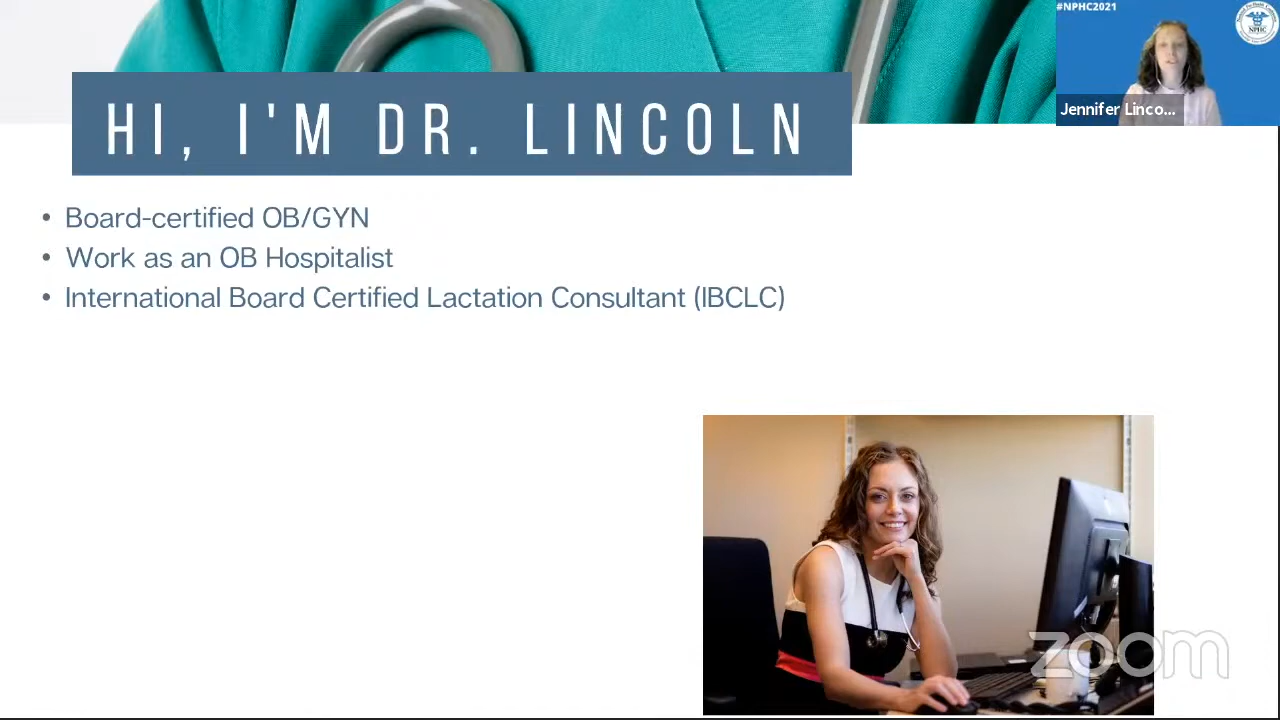 #NPHC2021
NPHC
Jennifer Linco...
HI, I'M DR. LINCOLN
• Board-certified OB/GYN
• Work as an OB Hospitalist
• International Board Certified Lactation Consultant (IBCLC)
zoom